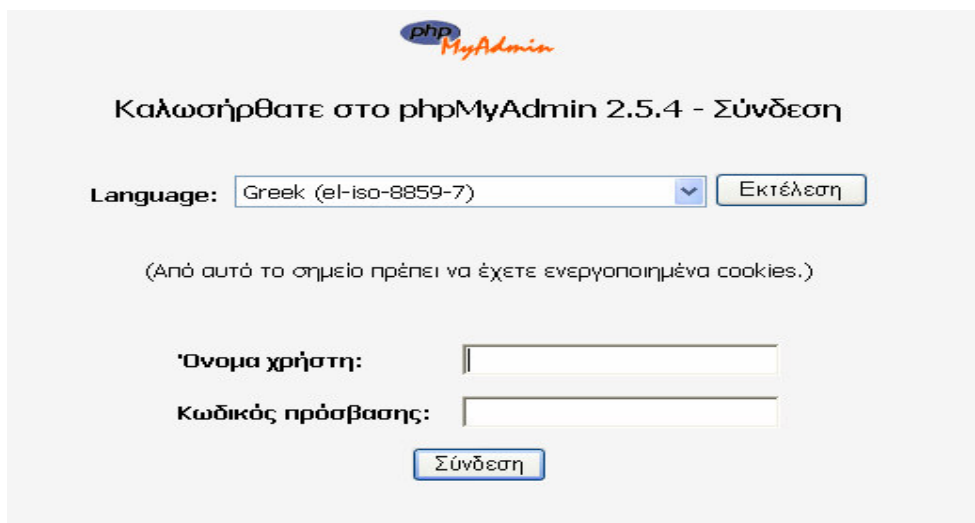 php
MyAdmin
Καλωσήρθατε στο phpMyAdmin 2.5.4 - Σύνδεση
Language: Greek (el-iso-8859-7) Εκτέλεση
(Από αυτό το σημείο πρέπει να έχετε ενεργοποιημένα cookies.)
Όνομα χρήστη:
Κωδικός πρόσβασης:
Σύνδεση